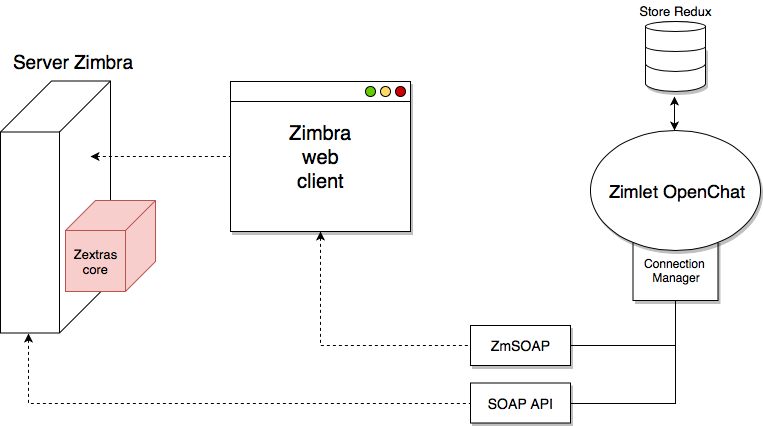 Store Redux
Server Zimbra
Zimbra
web
client
Zimlet OpenChat
Zextras
core
Connection
Manager
ZmSOAP
SOAP API